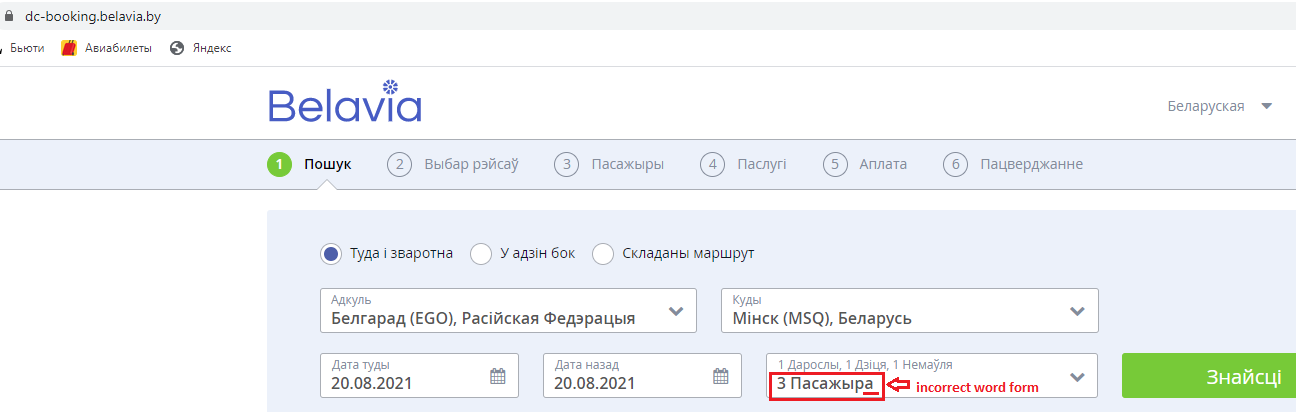 dc-booking.belavia.by
Бьюти Авиабилеты Яндекс
Belavia
Беларуская
1 Пошук 2 Выбар рэйсаў 3 Пасажыры 4 Паслугі 5 Аплата 6 Пацверджанне
Туда і зваротна У адзін бок Складаны маршрут
Адкуль Куды
Белгарад (EGO), Расійская Федэрацыя Мінск (MSQ), Беларусь
Дата туды Дата назад 1 Дарослы, 1 Дзіця, 1 Немаўля
20.08.2021 20.08.2021 3 Пасажыра incorrect word form
Знайсці